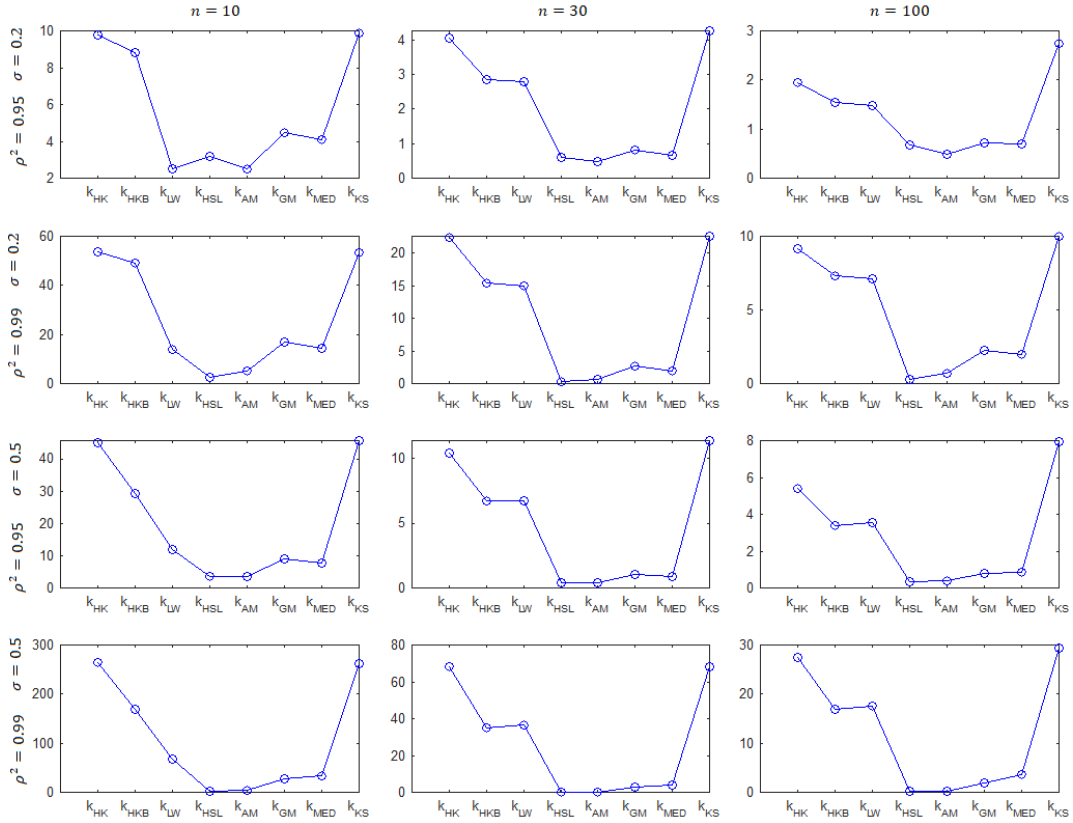 n = 10
n = 30
n = 100
ρ² = 0.95 σ = 0.2
10
8
6
4
2
k_HK k_HKB k_LW k_HSL k_AM k_GM k_MED k_KS
4
3
2
1
0
k_HK k_HKB k_LW k_HSL k_AM k_GM k_MED k_KS
3
2
1
0
k_HK k_HKB k_LW k_HSL k_AM k_GM k_MED k_KS
ρ² = 0.99 σ = 0.2
60
40
20
0
k_HK k_HKB k_LW k_HSL k_AM k_GM k_MED k_KS
20
15
10
5
0
k_HK k_HKB k_LW k_HSL k_AM k_GM k_MED k_KS
10
5
0
k_HK k_HKB k_LW k_HSL k_AM k_GM k_MED k_KS
ρ² = 0.95 σ = 0.5
40
30
20
10
0
k_HK k_HKB k_LW k_HSL k_AM k_GM k_MED k_KS
10
5
0
k_HK k_HKB k_LW k_HSL k_AM k_GM k_MED k_KS
8
6
4
2
0
k_HK k_HKB k_LW k_HSL k_AM k_GM k_MED k_KS
ρ² = 0.99 σ = 0.5
300
200
100
0
k_HK k_HKB k_LW k_HSL k_AM k_GM k_MED k_KS
80
60
40
20
0
k_HK k_HKB k_LW k_HSL k_AM k_GM k_MED k_KS
30
20
10
0
k_HK k_HKB k_LW k_HSL k_AM k_GM k_MED k_KS